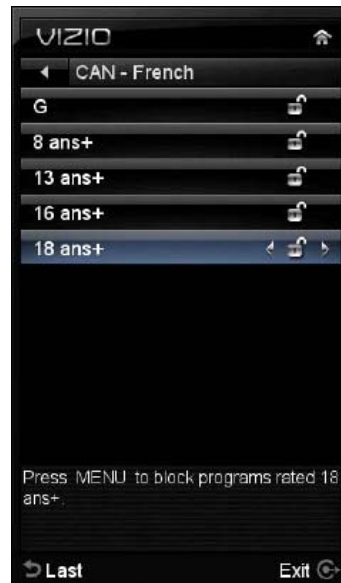 VIZIO
CAN - French
G
8 ans+
13 ans+
16 ans+
18 ans+
Press MENU to block programs rated 18
ans+.
Last Exit